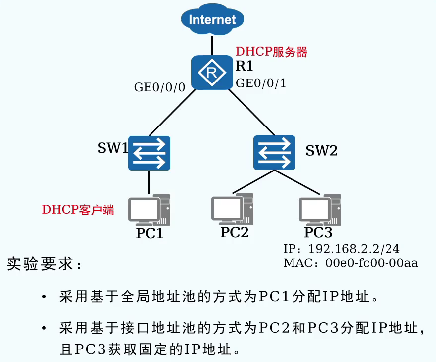 Internet
DHCP服务器
R1
R
GE0/0/0
GE0/0/1
SW1
SW2
DHCP客户端
PC1
PC2
PC3
IP：192.168.2.2/24
MAC：00e0-fc00-00aa
实验要求：
• 采用基于全局地址池的方式为PC1分配IP地址。
• 采用基于接口地址池的方式为PC2和PC3分配IP地址，
且PC3获取固定的IP地址。